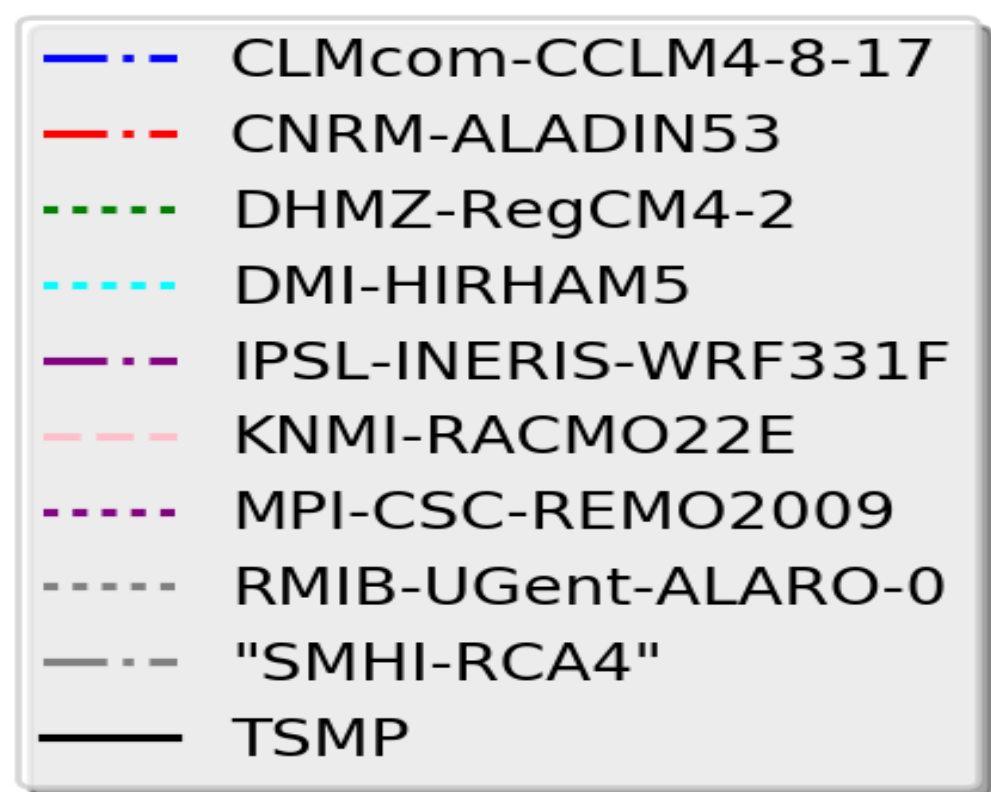 CLMcom-CCLM4-8-17
CNRM-ALADIN53
DHMZ-RegCM4-2
DMI-HIRHAM5
IPSL-INERIS-WRF331F
KNMI-RACMO22E
MPI-CSC-REMO2009
RMIB-UGent-ALARO-0
"SMHI-RCA4"
TSMP